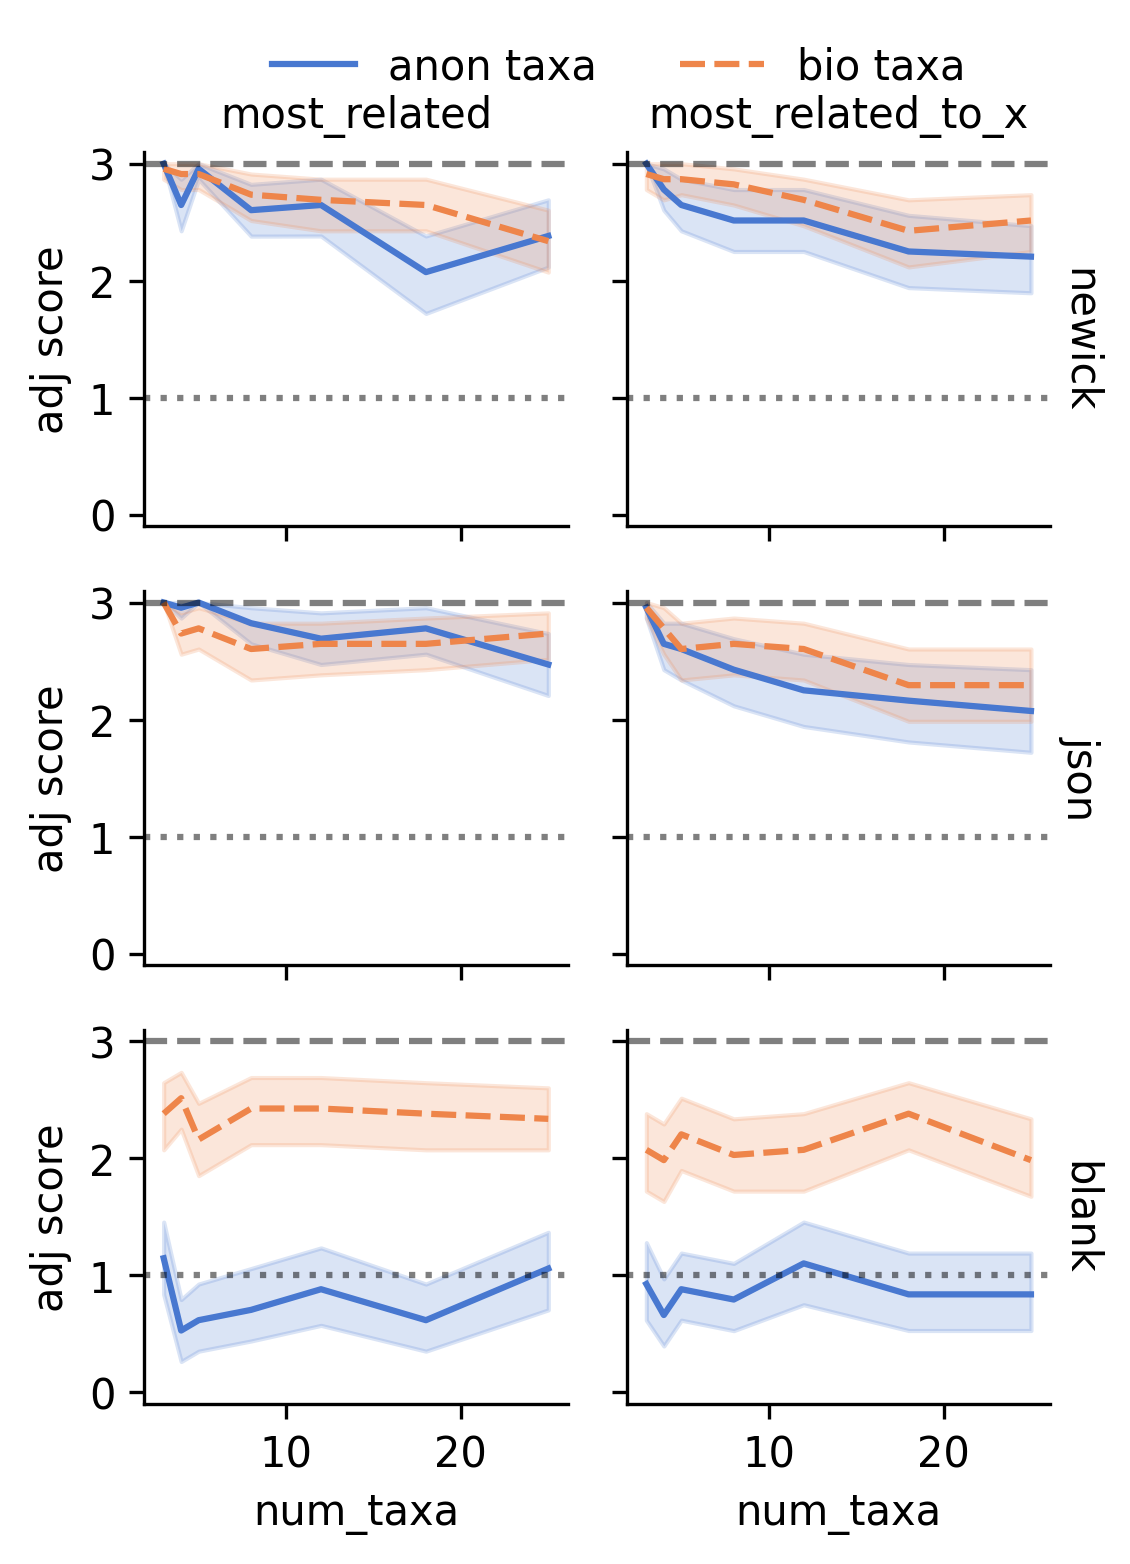 anon taxa bio taxa
most_related most_related_to_x
3
2
1
0
adj score
newick
3
2
1
0
adj score
json
3
2
1
0
adj score
blank
10 20 10 20
num_taxa num_taxa